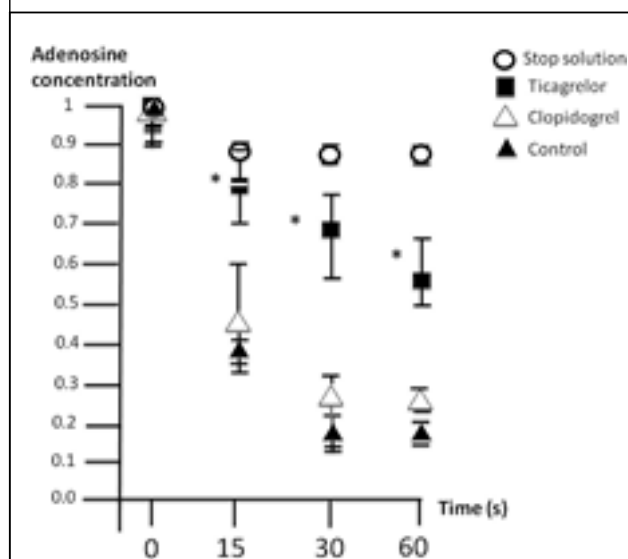 Adenosine
concentration
Stop solution
Ticagrelor
Clopidogrel
Control
1
0.9
0.8
0.7
0.6
0.5
0.4
0.3
0.2
0.1
0.0
*
*
*
Time (s)
0 15 30 60